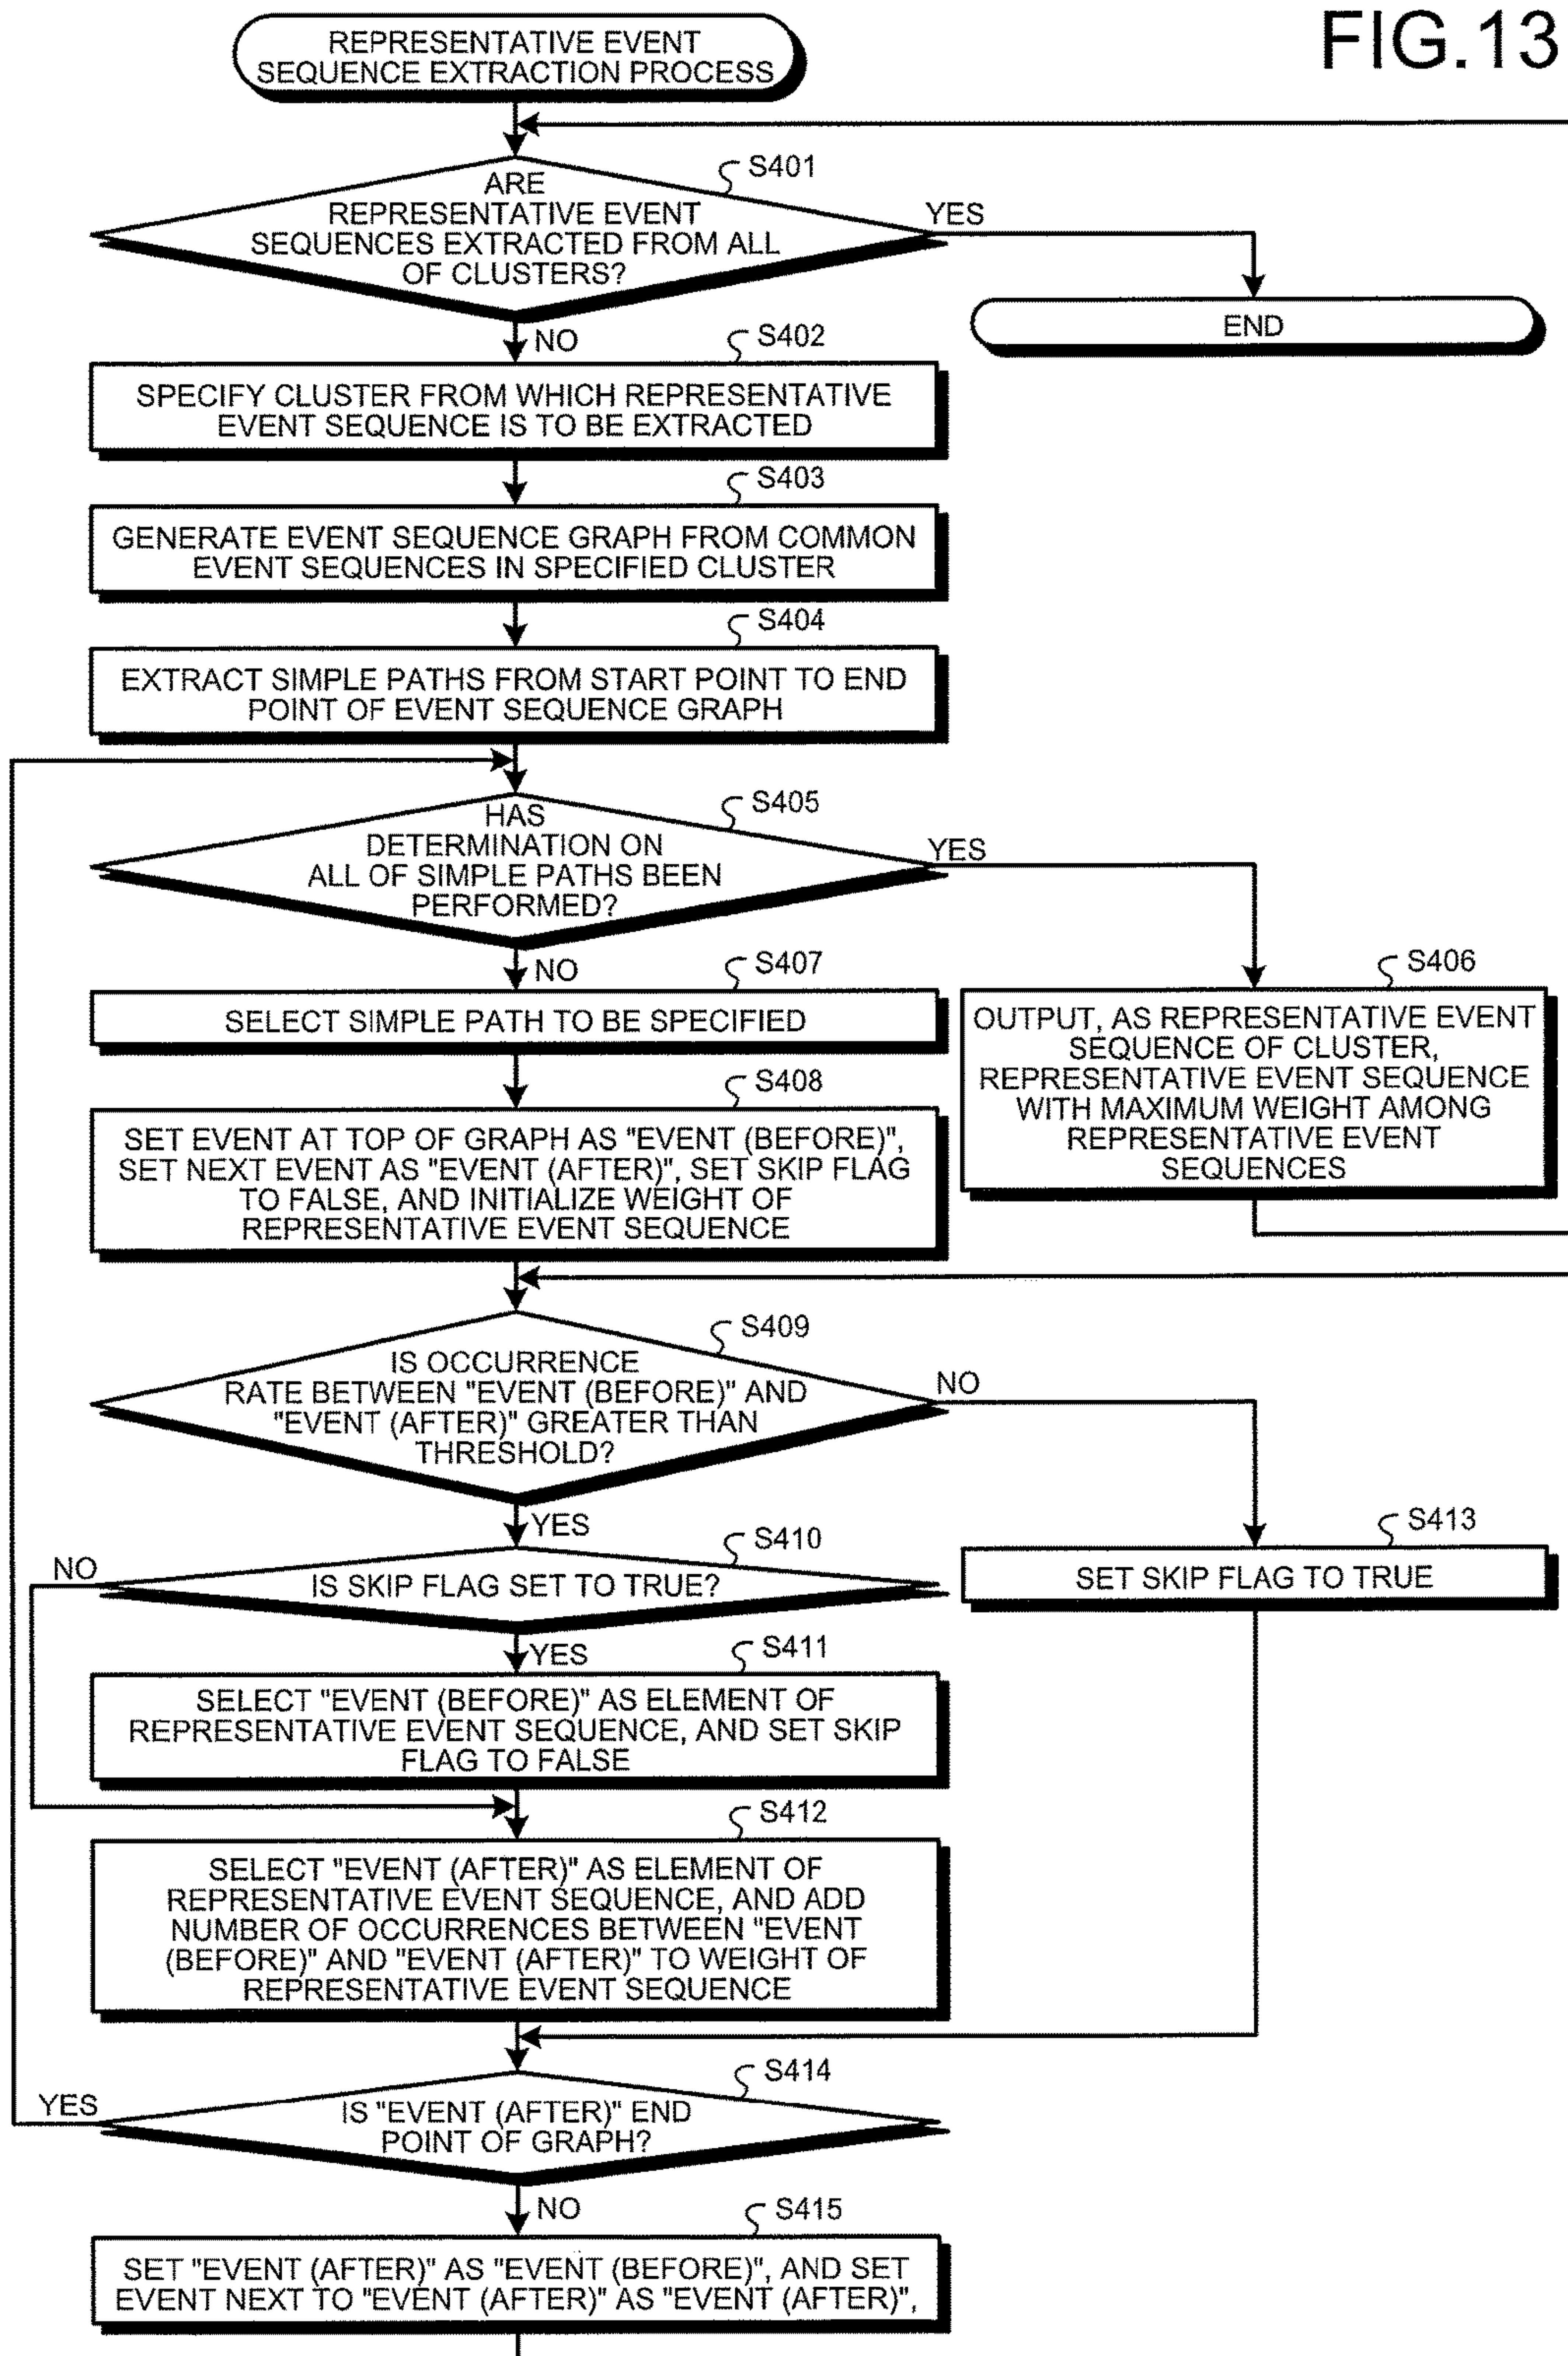 FIG.13
REPRESENTATIVE EVENT
SEQUENCE EXTRACTION PROCESS
S401
ARE
REPRESENTATIVE EVENT
SEQUENCES EXTRACTED FROM ALL
OF CLUSTERS?
YES
END
NO
S402
SPECIFY CLUSTER FROM WHICH REPRESENTATIVE
EVENT SEQUENCE IS TO BE EXTRACTED
S403
GENERATE EVENT SEQUENCE GRAPH FROM COMMON
EVENT SEQUENCES IN SPECIFIED CLUSTER
S404
EXTRACT SIMPLE PATHS FROM START POINT TO END
POINT OF EVENT SEQUENCE GRAPH
S405
HAS
DETERMINATION ON
ALL OF SIMPLE PATHS BEEN
PERFORMED?
YES
NO
S407
SELECT SIMPLE PATH TO BE SPECIFIED
S406
OUTPUT, AS REPRESENTATIVE EVENT
SEQUENCE OF CLUSTER,
REPRESENTATIVE EVENT SEQUENCE
WITH MAXIMUM WEIGHT AMONG
REPRESENTATIVE EVENT
SEQUENCES
S408
SET EVENT AT TOP OF GRAPH AS "EVENT (BEFORE)",
SET NEXT EVENT AS "EVENT (AFTER)", SET SKIP FLAG
TO FALSE, AND INITIALIZE WEIGHT OF
REPRESENTATIVE EVENT SEQUENCE
S409
IS OCCURRENCE
RATE BETWEEN "EVENT (BEFORE)" AND
"EVENT (AFTER)" GREATER THAN
THRESHOLD?
NO
YES
S410
IS SKIP FLAG SET TO TRUE?
NO
S413
SET SKIP FLAG TO TRUE
YES
S411
SELECT "EVENT (BEFORE)" AS ELEMENT OF
REPRESENTATIVE EVENT SEQUENCE, AND SET SKIP
FLAG TO FALSE
S412
SELECT "EVENT (AFTER)" AS ELEMENT OF
REPRESENTATIVE EVENT SEQUENCE, AND ADD
NUMBER OF OCCURRENCES BETWEEN "EVENT
(BEFORE)" AND "EVENT (AFTER)" TO WEIGHT OF
REPRESENTATIVE EVENT SEQUENCE
S414
YES
IS "EVENT (AFTER)" END
POINT OF GRAPH?
NO
S415
SET "EVENT (AFTER)" AS "EVENT (BEFORE)", AND SET
EVENT NEXT TO "EVENT (AFTER)" AS "EVENT (AFTER)",